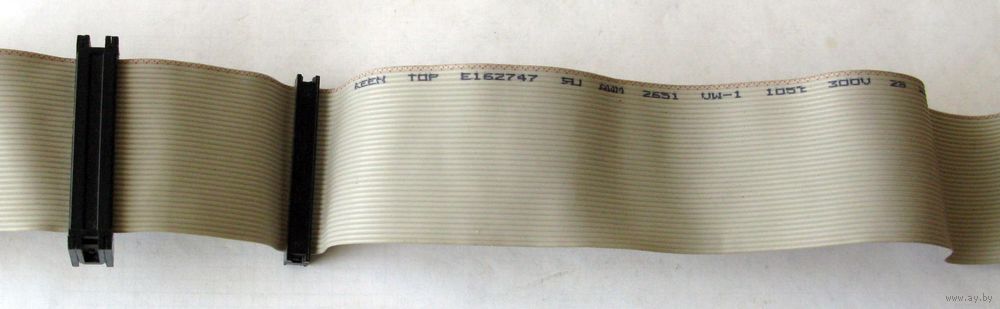 KEEN TOP E162747 AWM 2651 VW-1 105℃ 300V 28
www.ay.by